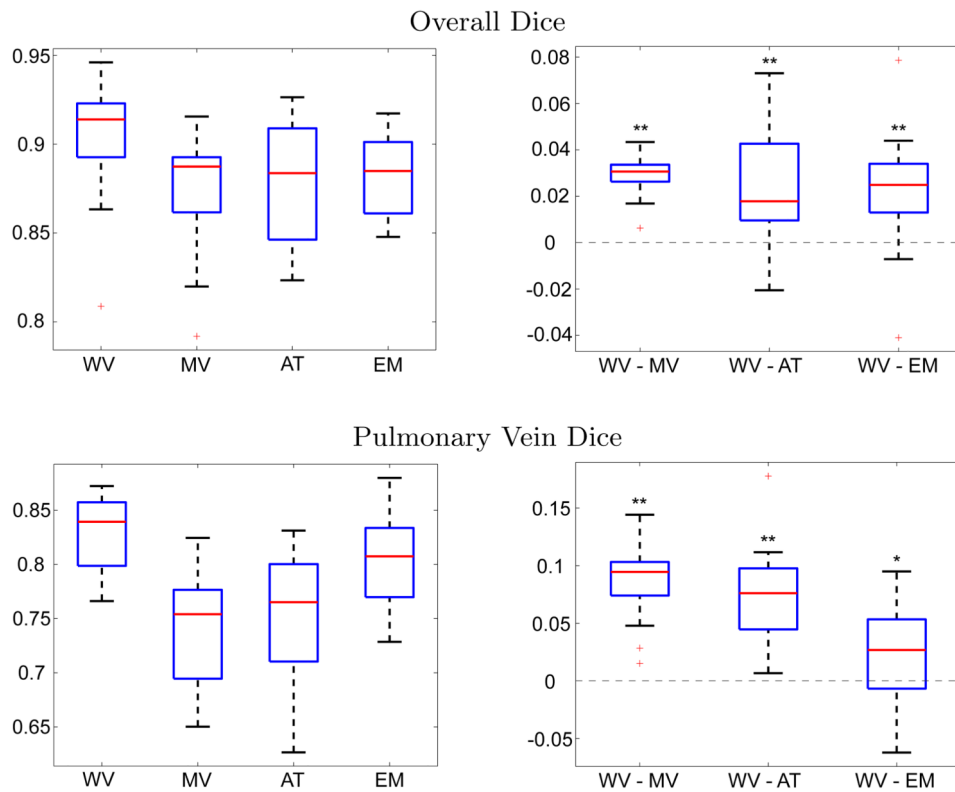 Overall Dice
0.95
0.9
0.85
0.8
WV MV AT EM
0.08
0.06
0.04
0.02
0
-0.02
-0.04
** ** **
WV - MV WV - AT WV - EM
Pulmonary Vein Dice
0.85
0.8
0.75
0.7
0.65
WV MV AT EM
0.15
0.1
0.05
0
-0.05
** ** *
WV - MV WV - AT WV - EM